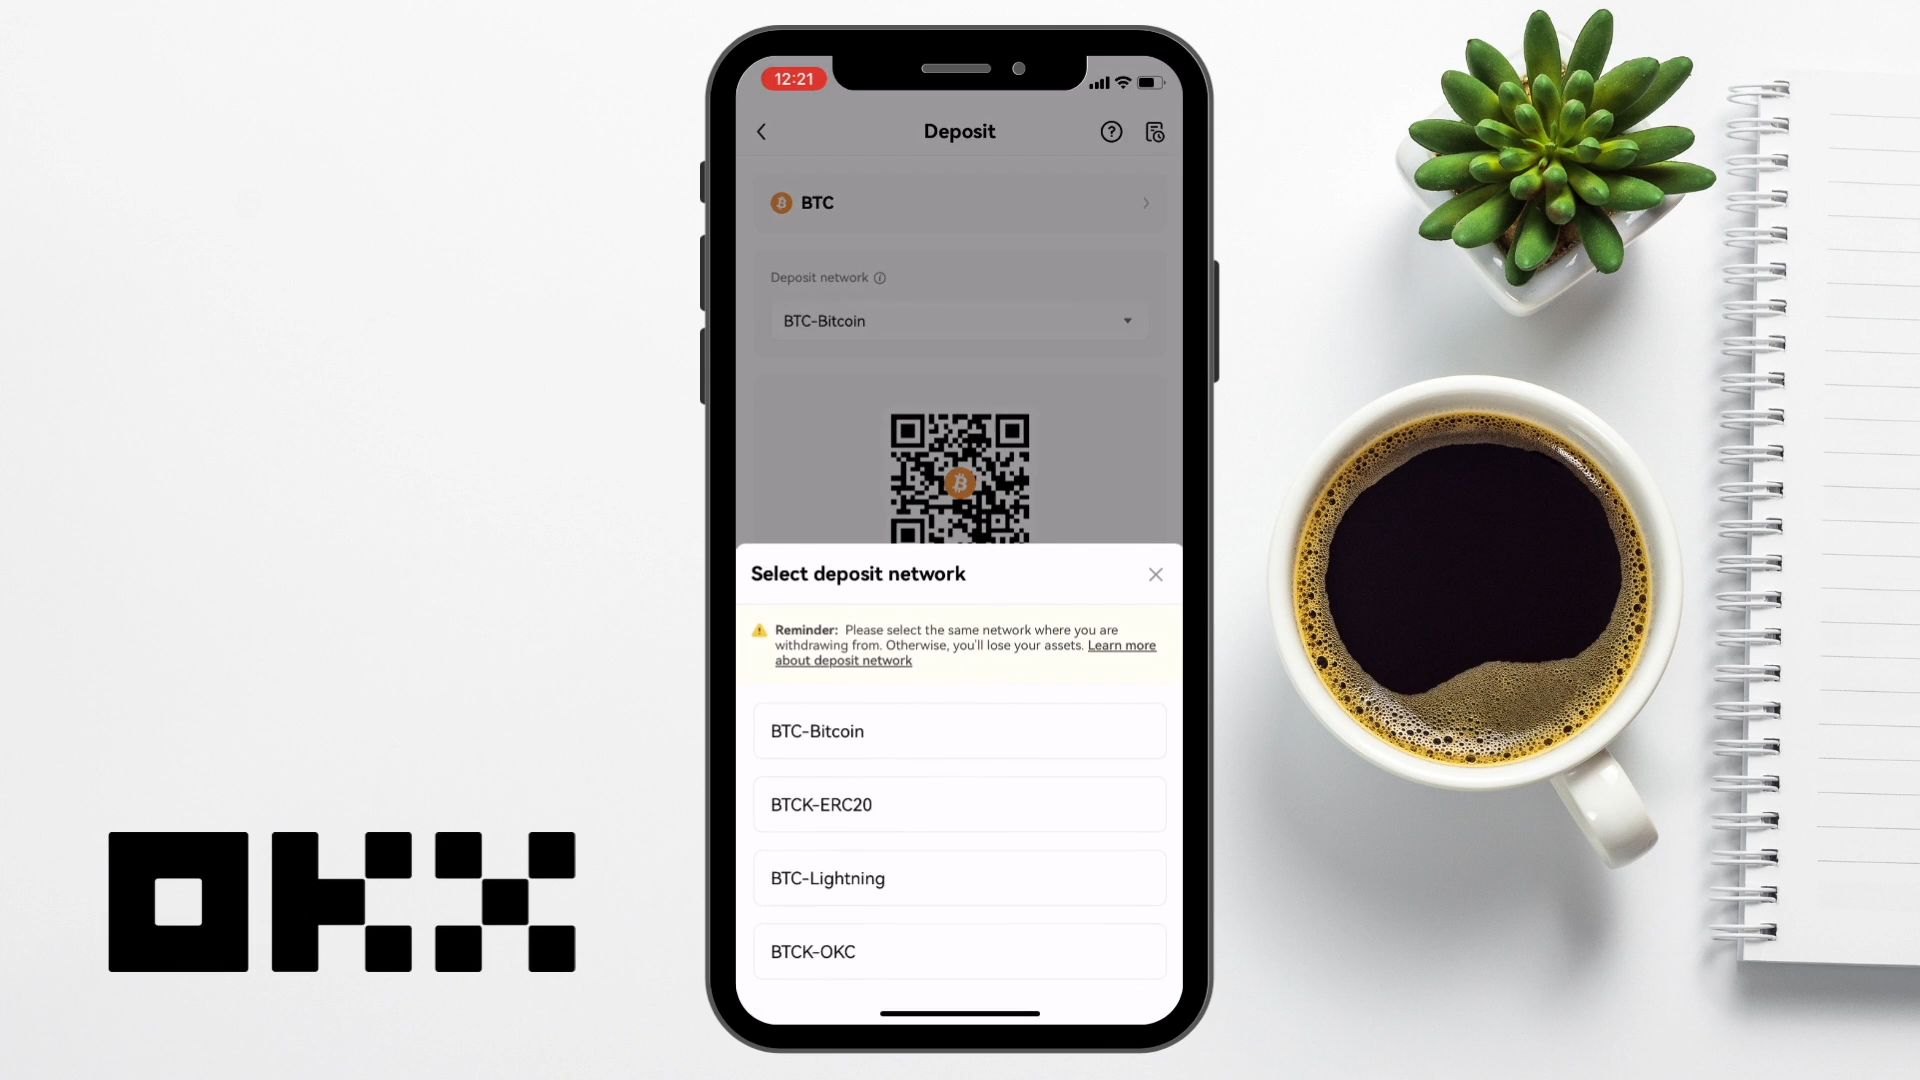 12:21
Deposit
BTC
Deposit network
BTC-Bitcoin
Select deposit network
Reminder: Please select the same network where you are
withdrawing from. Otherwise, you'll lose your assets. Learn more
about deposit network
BTC-Bitcoin
BTCK-ERC20
BTC-Lightning
BTCK-OKC
OKX